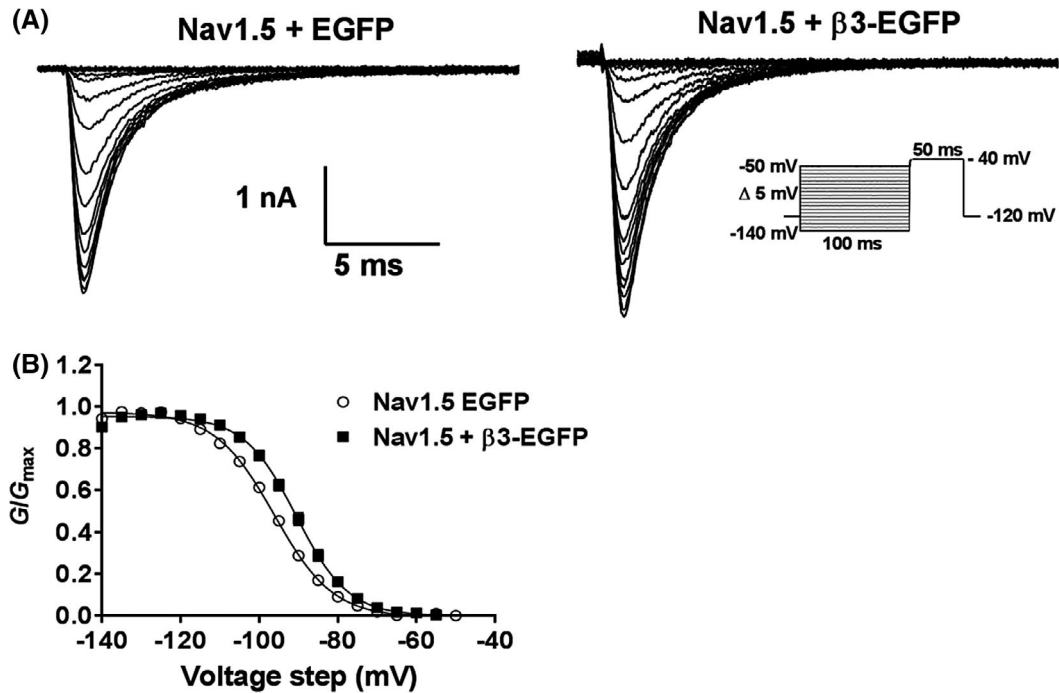 (A)
Nav1.5 + EGFP
Nav1.5 + β3-EGFP
1 nA
5 ms
50 ms
-50 mV
- 40 mV
Δ 5 mV
-120 mV
-140 mV
100 ms
(B)
1.2
1.0
0.8
0.6
0.4
0.2
0.0
G/Gmax
Nav1.5 EGFP
Nav1.5 + β3-EGFP
-140 -120 -100 -80 -60 -40
Voltage step (mV)